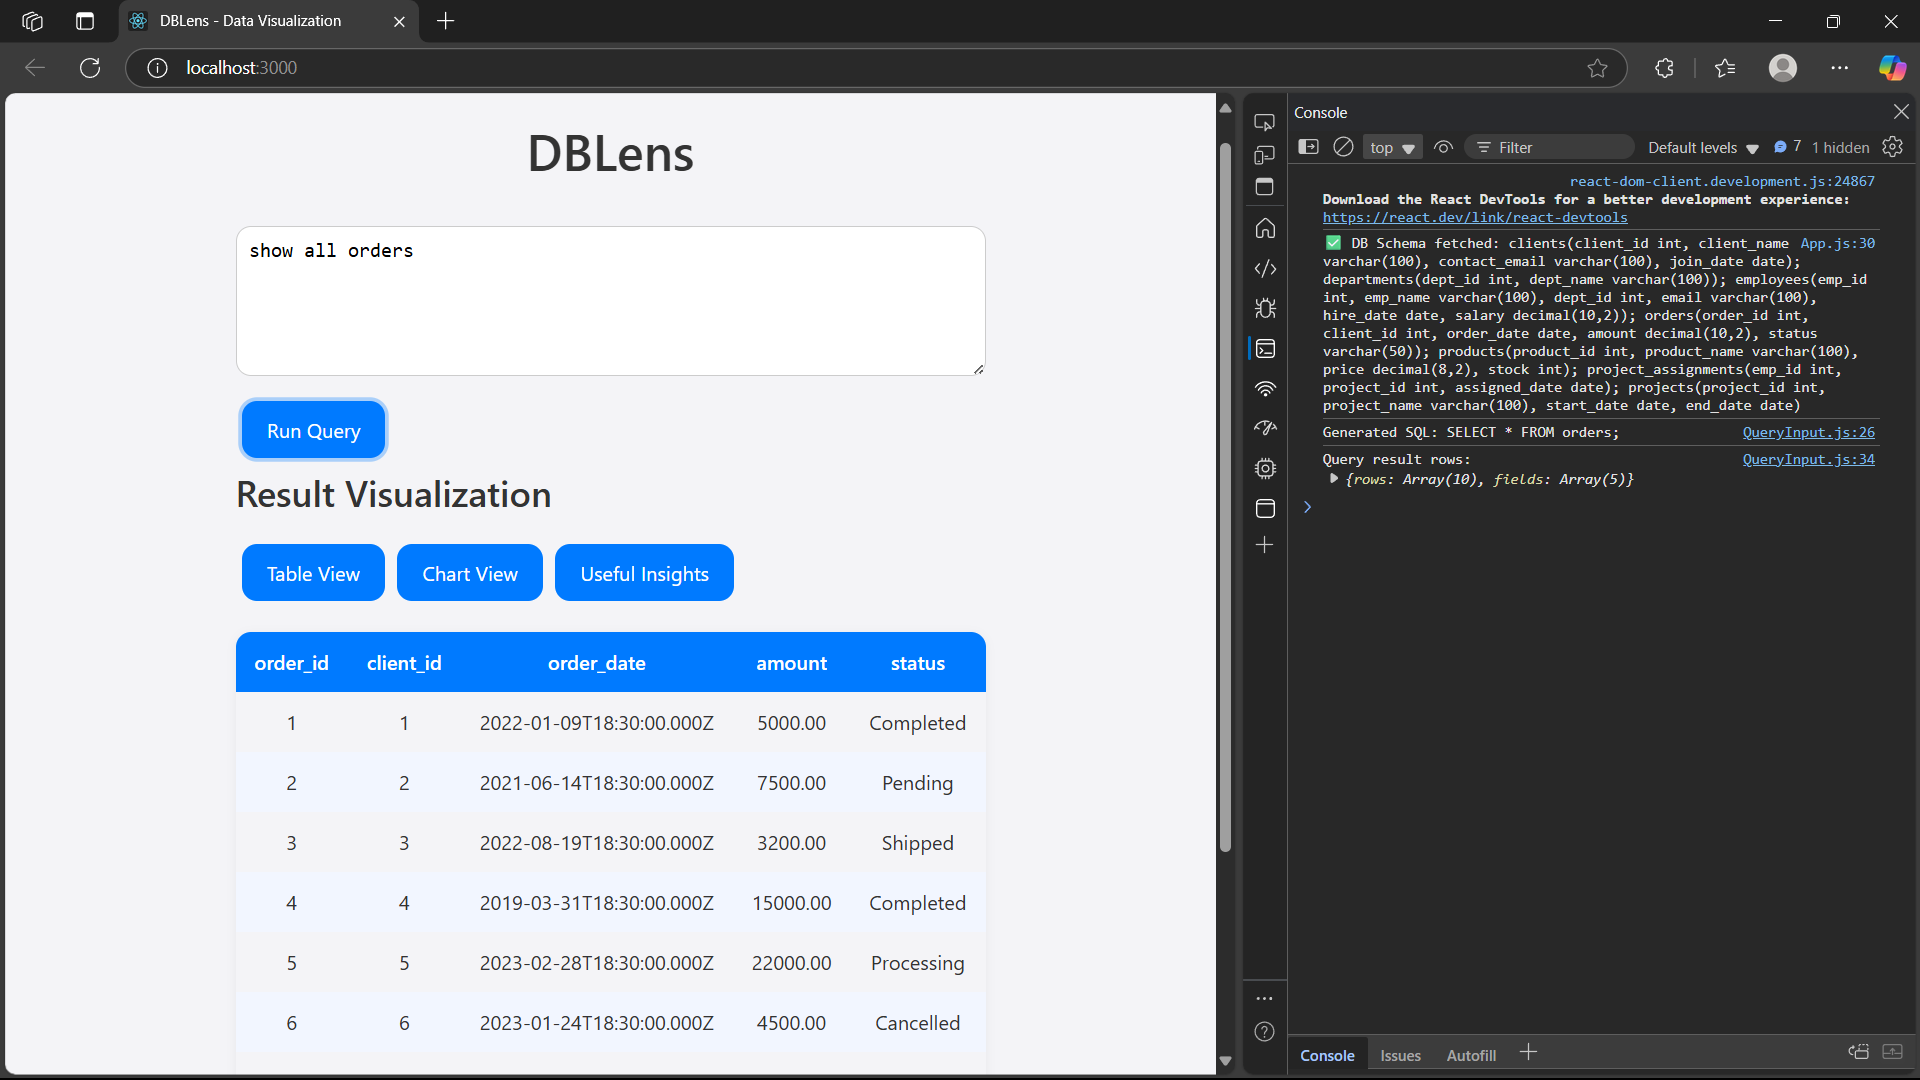 DBLens - Data Visualization
localhost:3000
DBLens
show all orders
Run Query
Result Visualization
Table View
Chart View
Useful Insights
order_id client_id order_date amount status
1 1 2022-01-09T18:30:00.000Z 5000.00 Completed
2 2 2021-06-14T18:30:00.000Z 7500.00 Pending
3 3 2022-08-19T18:30:00.000Z 3200.00 Shipped
4 4 2019-03-31T18:30:00.000Z 15000.00 Completed
5 5 2023-02-28T18:30:00.000Z 22000.00 Processing
6 6 2023-01-24T18:30:00.000Z 4500.00 Cancelled
Console
top
Filter
Default levels
7
1 hidden
react-dom-client.development.js:24867
Download the React DevTools for a better development experience:
https://react.dev/link/react-devtools
✅ DB Schema fetched: clients(client_id int, client_name App.js:30
varchar(100), contact_email varchar(100), join_date date);
departments(dept_id int, dept_name varchar(100)); employees(emp_id
int, emp_name varchar(100), dept_id int, email varchar(100),
hire_date date, salary decimal(10,2)); orders(order_id int,
client_id int, order_date date, amount decimal(10,2), status
varchar(50)); products(product_id int, product_name varchar(100),
price decimal(8,2), stock int); project_assignments(emp_id int,
project_id int, assigned_date date); projects(project_id int,
project_name varchar(100), start_date date, end_date date)
Generated SQL: SELECT * FROM orders; QueryInput.js:26
Query result rows: QueryInput.js:34
{rows: Array(10), fields: Array(5)}
Console
Issues
Autofill